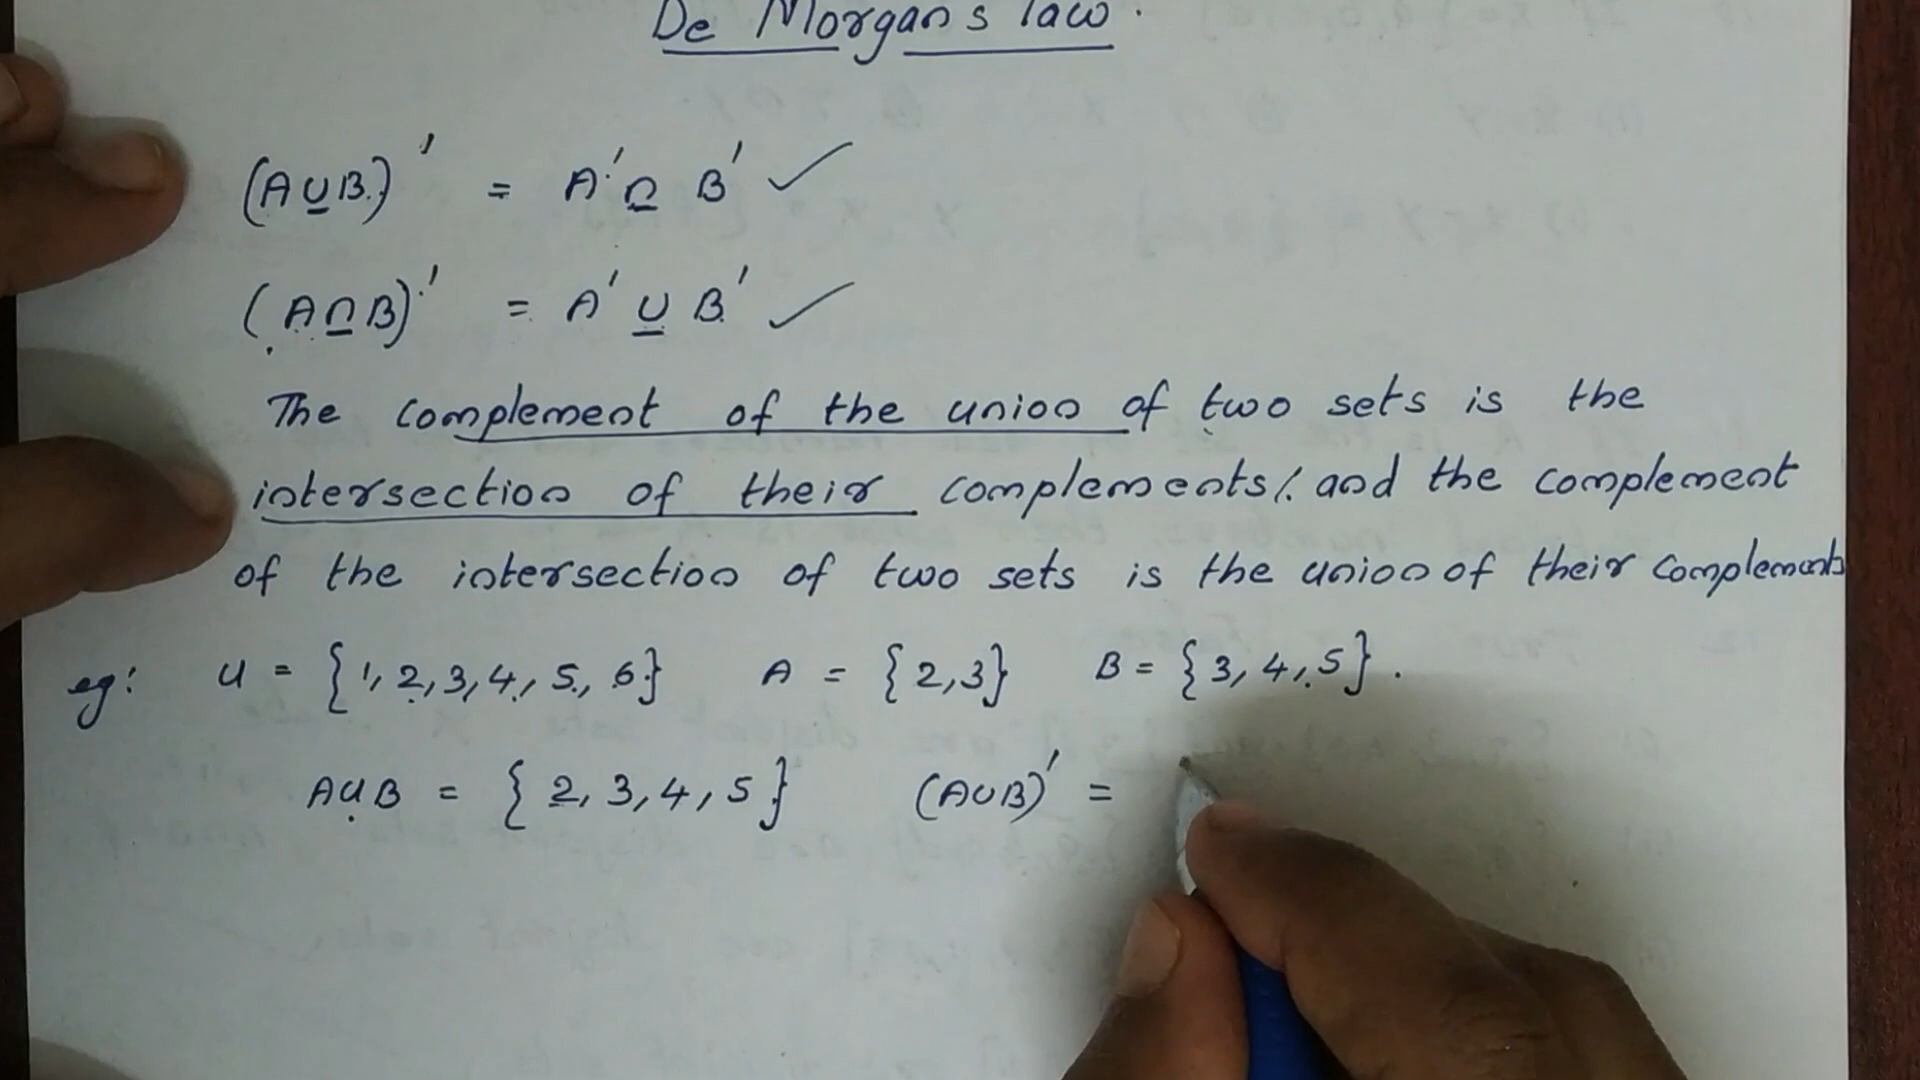 De Morgan's law.
(A∪B)' = A' ∩ B' ✓
(A∩B)' = A' ∪ B' ✓
The complement of the union of two sets is the
intersection of their complements/. and the complement
of the intersection of two sets is the union of their complements
eg: U = {1, 2, 3, 4, 5, 6} A = {2, 3} B = {3, 4, 5}.
A∪B = {2, 3, 4, 5} (A∪B)' =